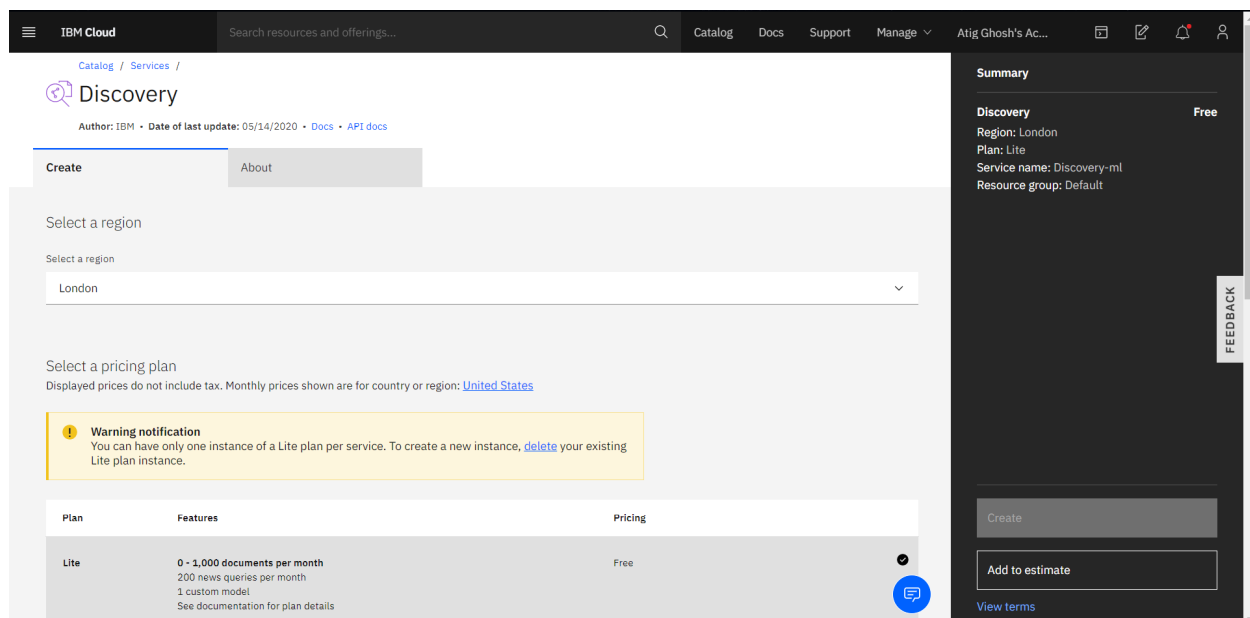 IBM Cloud
Search resources and offerings...
Catalog
Docs
Support
Manage
Atig Ghosh's Ac...
Catalog / Services /
Discovery
Author: IBM • Date of last update: 05/14/2020 • Docs • API docs
Create
About
Select a region
Select a region
London
Select a pricing plan
Displayed prices do not include tax. Monthly prices shown are for country or region: United States
Warning notification
You can have only one instance of a Lite plan per service. To create a new instance, delete your existing
Lite plan instance.
Plan
Features
Pricing
Lite
0 - 1,000 documents per month
200 news queries per month
1 custom model
See documentation for plan details
Free
Summary
Discovery
Free
Region: London
Plan: Lite
Service name: Discovery-ml
Resource group: Default
FEEDBACK
Create
Add to estimate
View terms